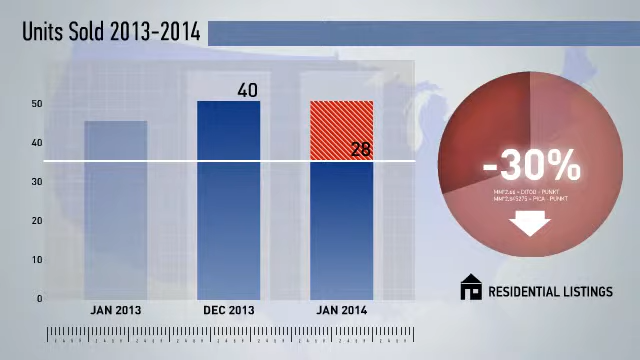 Units Sold 2013-2014
50
40
30
20
10
0
40
28
JAN 2013
DEC 2013
JAN 2014
-30%
RESIDENTIAL LISTINGS